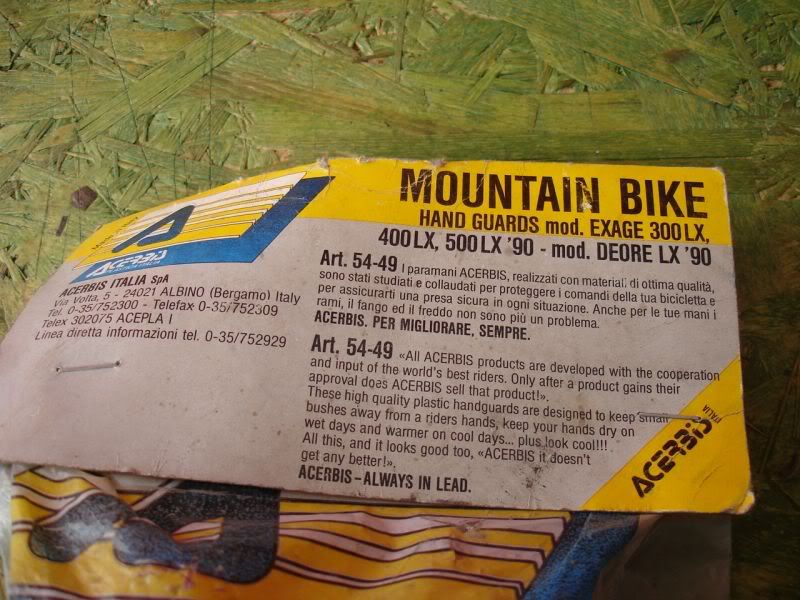 MOUNTAIN BIKE
HAND GUARDS mod. EXAGE 300 LX,
400 LX, 500 LX '90 - mod. DEORE LX '90
A
ACERBIS
ACERBIS ITALIA SpA
Via Volta, 5 - 24021 ALBINO (Bergamo) Italy
Tel. 0-35/752300 - Telefax 0-35/752309
Telex 302075 ACEPLA I
Linea diretta informazioni tel. 0-35/752929
Art. 54-49 I paramani ACERBIS, realizzati con materiali di ottima qualità,
sono stati studiati e collaudati per proteggere i comandi della tua bicicletta e
per assicurarti una presa sicura in ogni situazione. Anche per le tue mani i
rami, il fango ed il freddo non sono più un problema.
ACERBIS. PER MIGLIORARE, SEMPRE.
Art. 54-49 «All ACERBIS products are developed with the cooperation
and input of the world's best riders. Only after a product gains their
approval does ACERBIS sell that product!».
These high quality plastic handguards are designed to keep small
bushes away from a riders hands, keep your hands dry on
wet days and warmer on cool days... plus look cool!!!
All this, and it looks good too, «ACERBIS it doesn't
get any better!».
ACERBIS - ALWAYS IN LEAD.
ACERBIS
ITALIA